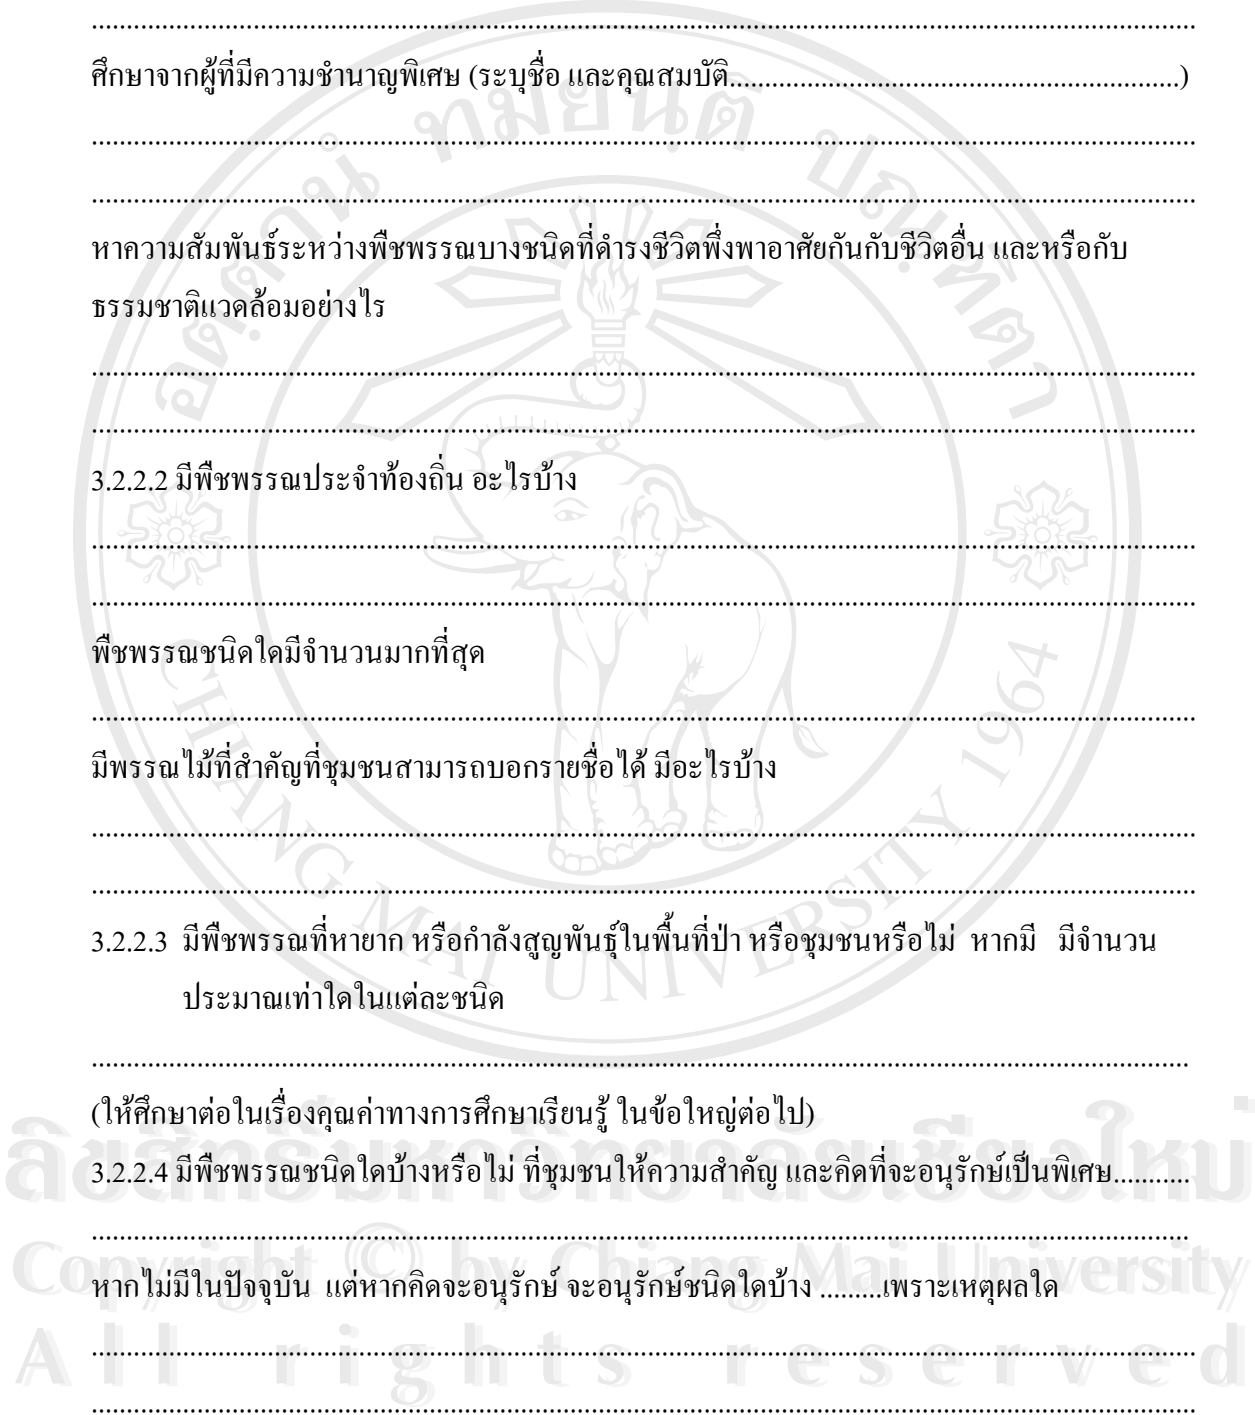 ................................................................................
ศึกษาจากผู้ที่มีความชำนาญพิเศษ (ระบุชื่อ และคุณสมบัติ................................................................)
................................................................................
................................................................................
หาความสัมพันธ์ระหว่างพืชพรรณบางชนิดที่ดำรงชีวิตพึ่งพาอาศัยกันกับชีวิตอื่น และหรือกับ
ธรรมชาติแวดล้อมอย่างไร
................................................................................
................................................................................
3.2.2.2 มีพืชพรรณประจำท้องถิ่น อะไรบ้าง
................................................................................
................................................................................
พืชพรรณชนิดใดมีจำนวนมากที่สุด
................................................................................
มีพรรณไม้ที่สำคัญที่ชุมชนสามารถบอกรายชื่อได้ มีอะไรบ้าง
................................................................................
................................................................................
3.2.2.3 มีพืชพรรณที่หายาก หรือกำลังสูญพันธุ์ในพื้นที่ป่า หรือชุมชนหรือไม่ หากมี มีจำนวน
ประมาณเท่าใดในแต่ละชนิด
................................................................................
(ให้ศึกษาต่อในเรื่องคุณค่าทางการศึกษาเรียนรู้ ในข้อใหญ่ต่อไป)
3.2.2.4 มีพืชพรรณชนิดใดบ้างหรือไม่ ที่ชุมชนให้ความสำคัญ และคิดที่จะอนุรักษ์เป็นพิเศษ...........
................................................................................
หากไม่มีในปัจจุบัน แต่หากคิดจะอนุรักษ์ จะอนุรักษ์ชนิดใดบ้าง .........เพราะเหตุผลใด
................................................................................
................................................................................
อตฺตานํ ทมยนฺติ ปณฺฑิตา
CHIANG MAI UNIVERSITY 1964
ลิขสิทธิ์มหาวิทยาลัยเชียงใหม่
Copyright © by Chiang Mai University
All rights reserved